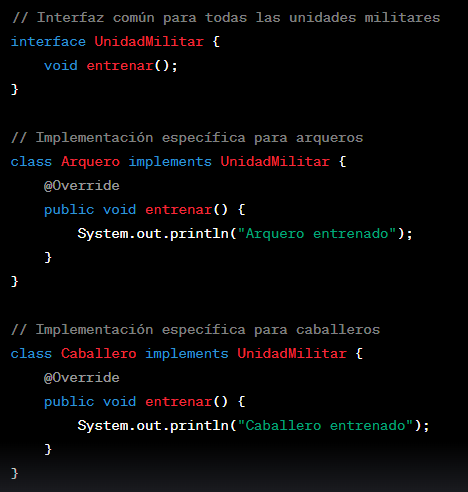 // Interfaz común para todas las unidades militares
interface UnidadMilitar {
    void entrenar();
}

// Implementación específica para arqueros
class Arquero implements UnidadMilitar {
    @Override
    public void entrenar() {
        System.out.println("Arquero entrenado");
    }
}

// Implementación específica para caballeros
class Caballero implements UnidadMilitar {
    @Override
    public void entrenar() {
        System.out.println("Caballero entrenado");
    }
}